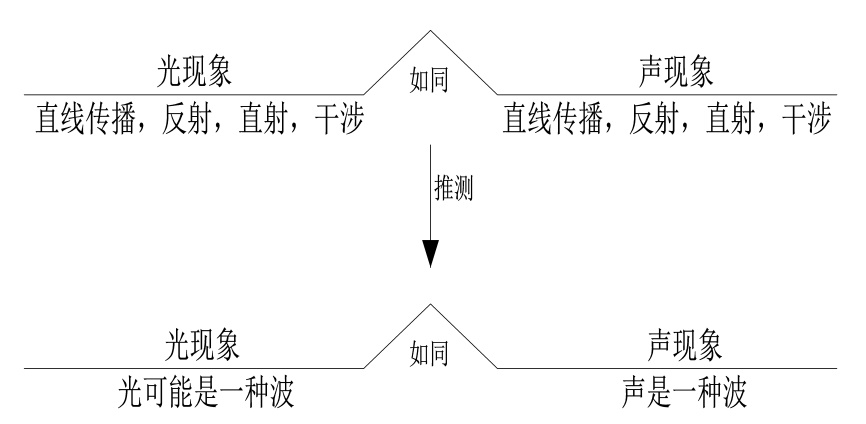 光现象
如同
声现象
直线传播，反射，直射，干涉
直线传播，反射，直射，干涉
推测
光现象
如同
声现象
光可能是一种波
声是一种波